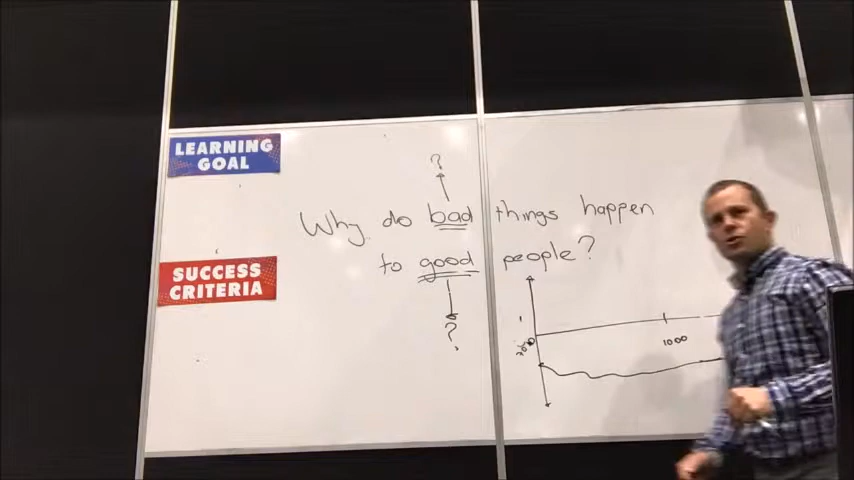 LEARNING
GOAL
?
Why do bad things happen
to good people?
SUCCESS
CRITERIA
?
1000